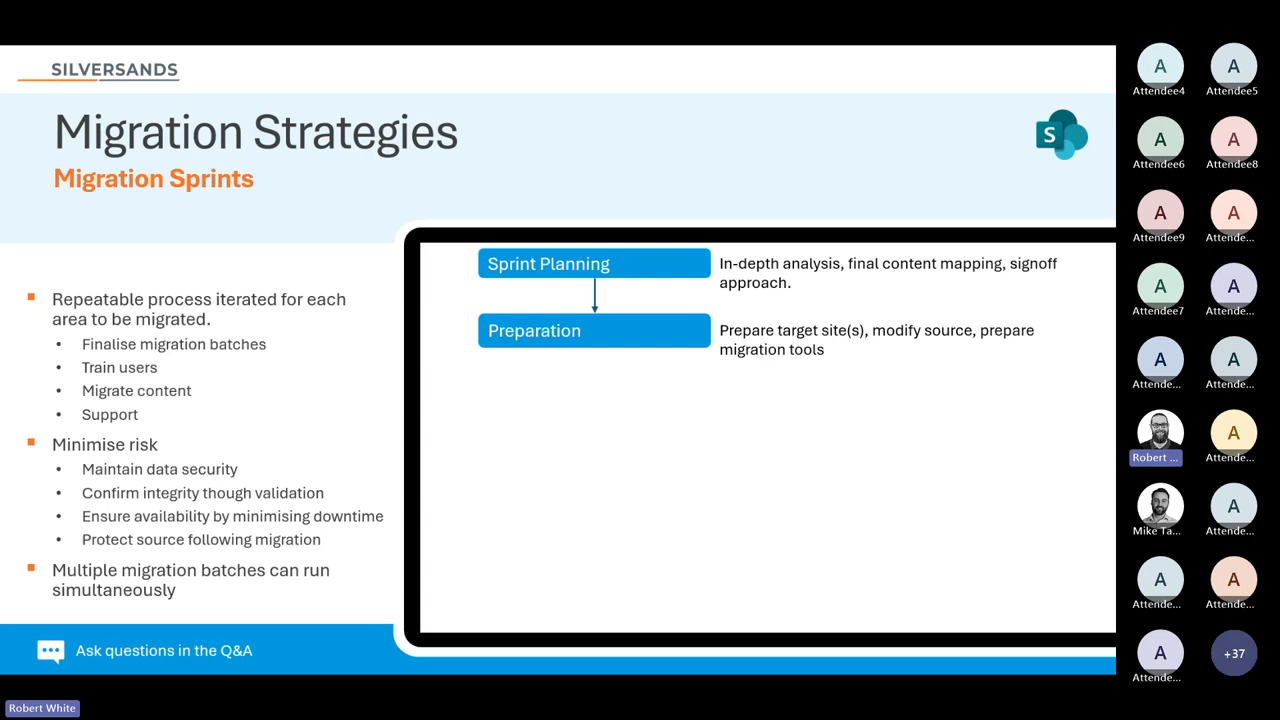 SILVERSANDS
Migration Strategies
Migration Sprints
S
Repeatable process iterated for each
area to be migrated.
Finalise migration batches
Train users
Migrate content
Support
Minimise risk
Maintain data security
Confirm integrity though validation
Ensure availability by minimising downtime
Protect source following migration
Multiple migration batches can run
simultaneously
Sprint Planning
In-depth analysis, final content mapping, signoff
approach.
Preparation
Prepare target site(s), modify source, prepare
migration tools
Ask questions in the Q&A
Robert White
A
Attendee4
A
Attendee5
A
Attendee6
A
Attendee8
A
Attendee9
A
Attende...
A
Attendee7
A
Attende...
A
Attende...
A
Attende...
Robert ...
A
Attende...
Mike Ta...
A
Attende...
A
Attende...
A
Attende...
A
Attende...
+37